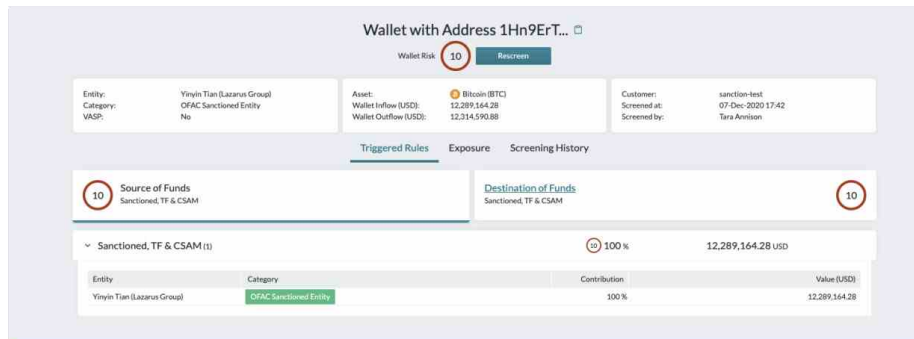 Wallet with Address 1Hn9ErT...
Wallet Risk 10 Rescreen
Entity: Yinyin Tian (Lazarus Group)
Category: OFAC Sanctioned Entity
VASP: No
Asset: Bitcoin (BTC)
Wallet Inflow (USD): 12,289,164.28
Wallet Outflow (USD): 12,314,590.88
Customer: sanction-test
Screened at: 07-Dec-2020 17:42
Screened by: Tara Annison
Triggered Rules Exposure Screening History
10 Source of Funds
Sanctioned, TF & CSAM
Destination of Funds 10
Sanctioned, TF & CSAM
Sanctioned, TF & CSAM (1) 10 100 % 12,289,164.28 USD
Entity Category Contribution Value (USD)
Yinyin Tian (Lazarus Group) OFAC Sanctioned Entity 100 % 12,289,164.28